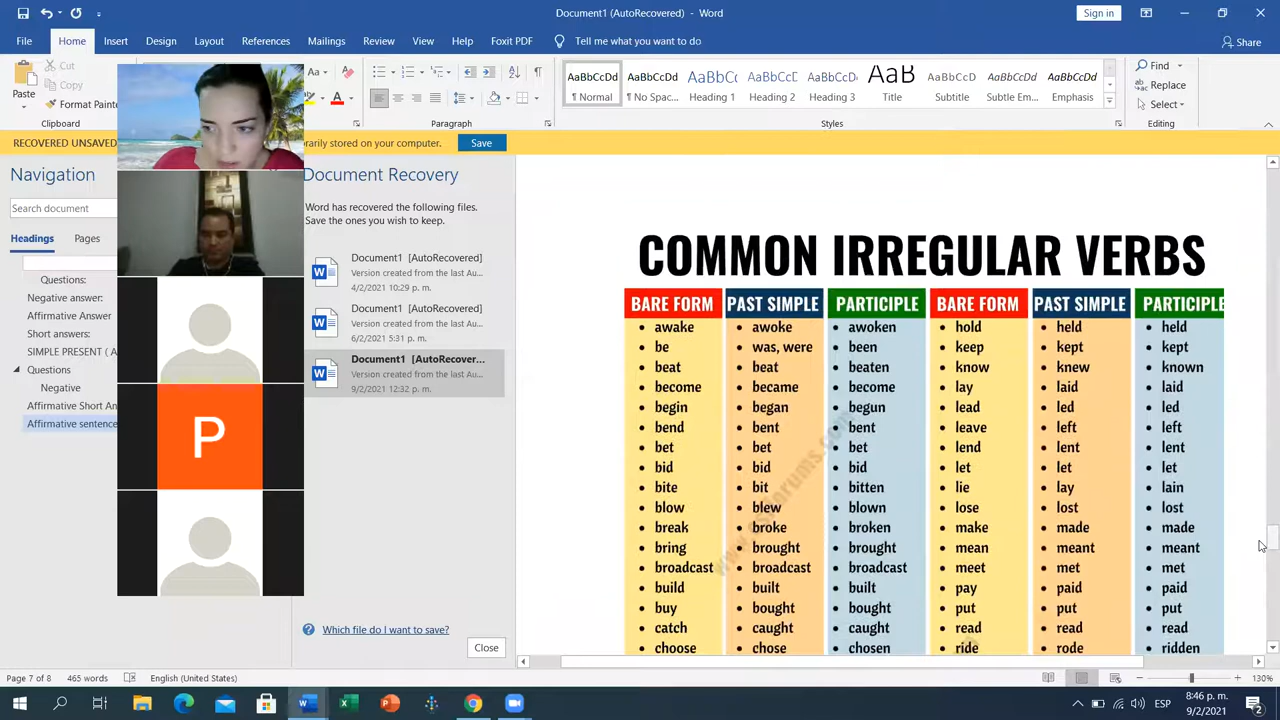 Document1 (AutoRecovered) - Word
Sign in
File Home Insert Design Layout References Mailings Review View Help Foxit PDF Tell me what you want to do Share
Paste
Cut
Copy
Format Painte
Clipboard
Aa
A
Paragraph
AaBbCcDd AaBbCcDd AaBbCc AaBbCcD AaBbCcD AaB AaBbCcD AaBbCcDd AaBbCcDd
¶ Normal ¶ No Spac... Heading 1 Heading 2 Heading 3 Title Subtitle Subtle Em... Emphasis
Styles
Find
Replace
Select
Editing
RECOVERED UNSAVED
rarily stored on your computer.
Save
Navigation
Search document
Headings Pages
Questions:
Negative answer:
Affirmative Answer
Short answers:
SIMPLE PRESENT ( A
Questions
Negative
Affirmative Short An
Affirmative sentence
P
Document Recovery
Word has recovered the following files.
Save the ones you wish to keep.
Document1 [AutoRecovered]
Version created from the last Au...
4/2/2021 10:29 p. m.
Document1 [AutoRecovered]
Version created from the last Au...
6/2/2021 5:31 p. m.
Document1 [AutoRecover...
Version created from the last Au...
9/2/2021 12:32 p. m.
Which file do I want to save?
Close
COMMON IRREGULAR VERBS
BARE FORM PAST SIMPLE PARTICIPLE BARE FORM PAST SIMPLE PARTICIPLE
awake awoke awoken hold held held
be was, were been keep kept kept
beat beat beaten know knew known
become became become lay laid laid
begin began begun lead led led
bend bent bent leave left left
bet bet bet lend lent lent
bid bid bid let let let
bite bit bitten lie lay lain
blow blew blown lose lost lost
break broke broken make made made
bring brought brought mean meant meant
broadcast broadcast broadcast meet met met
build built built pay paid paid
buy bought bought put put put
catch caught caught read read read
choose chose chosen ride rode ridden
Page 7 of 8 465 words English (United States) 130%
ESP
8:46 p. m.
9/2/2021
2